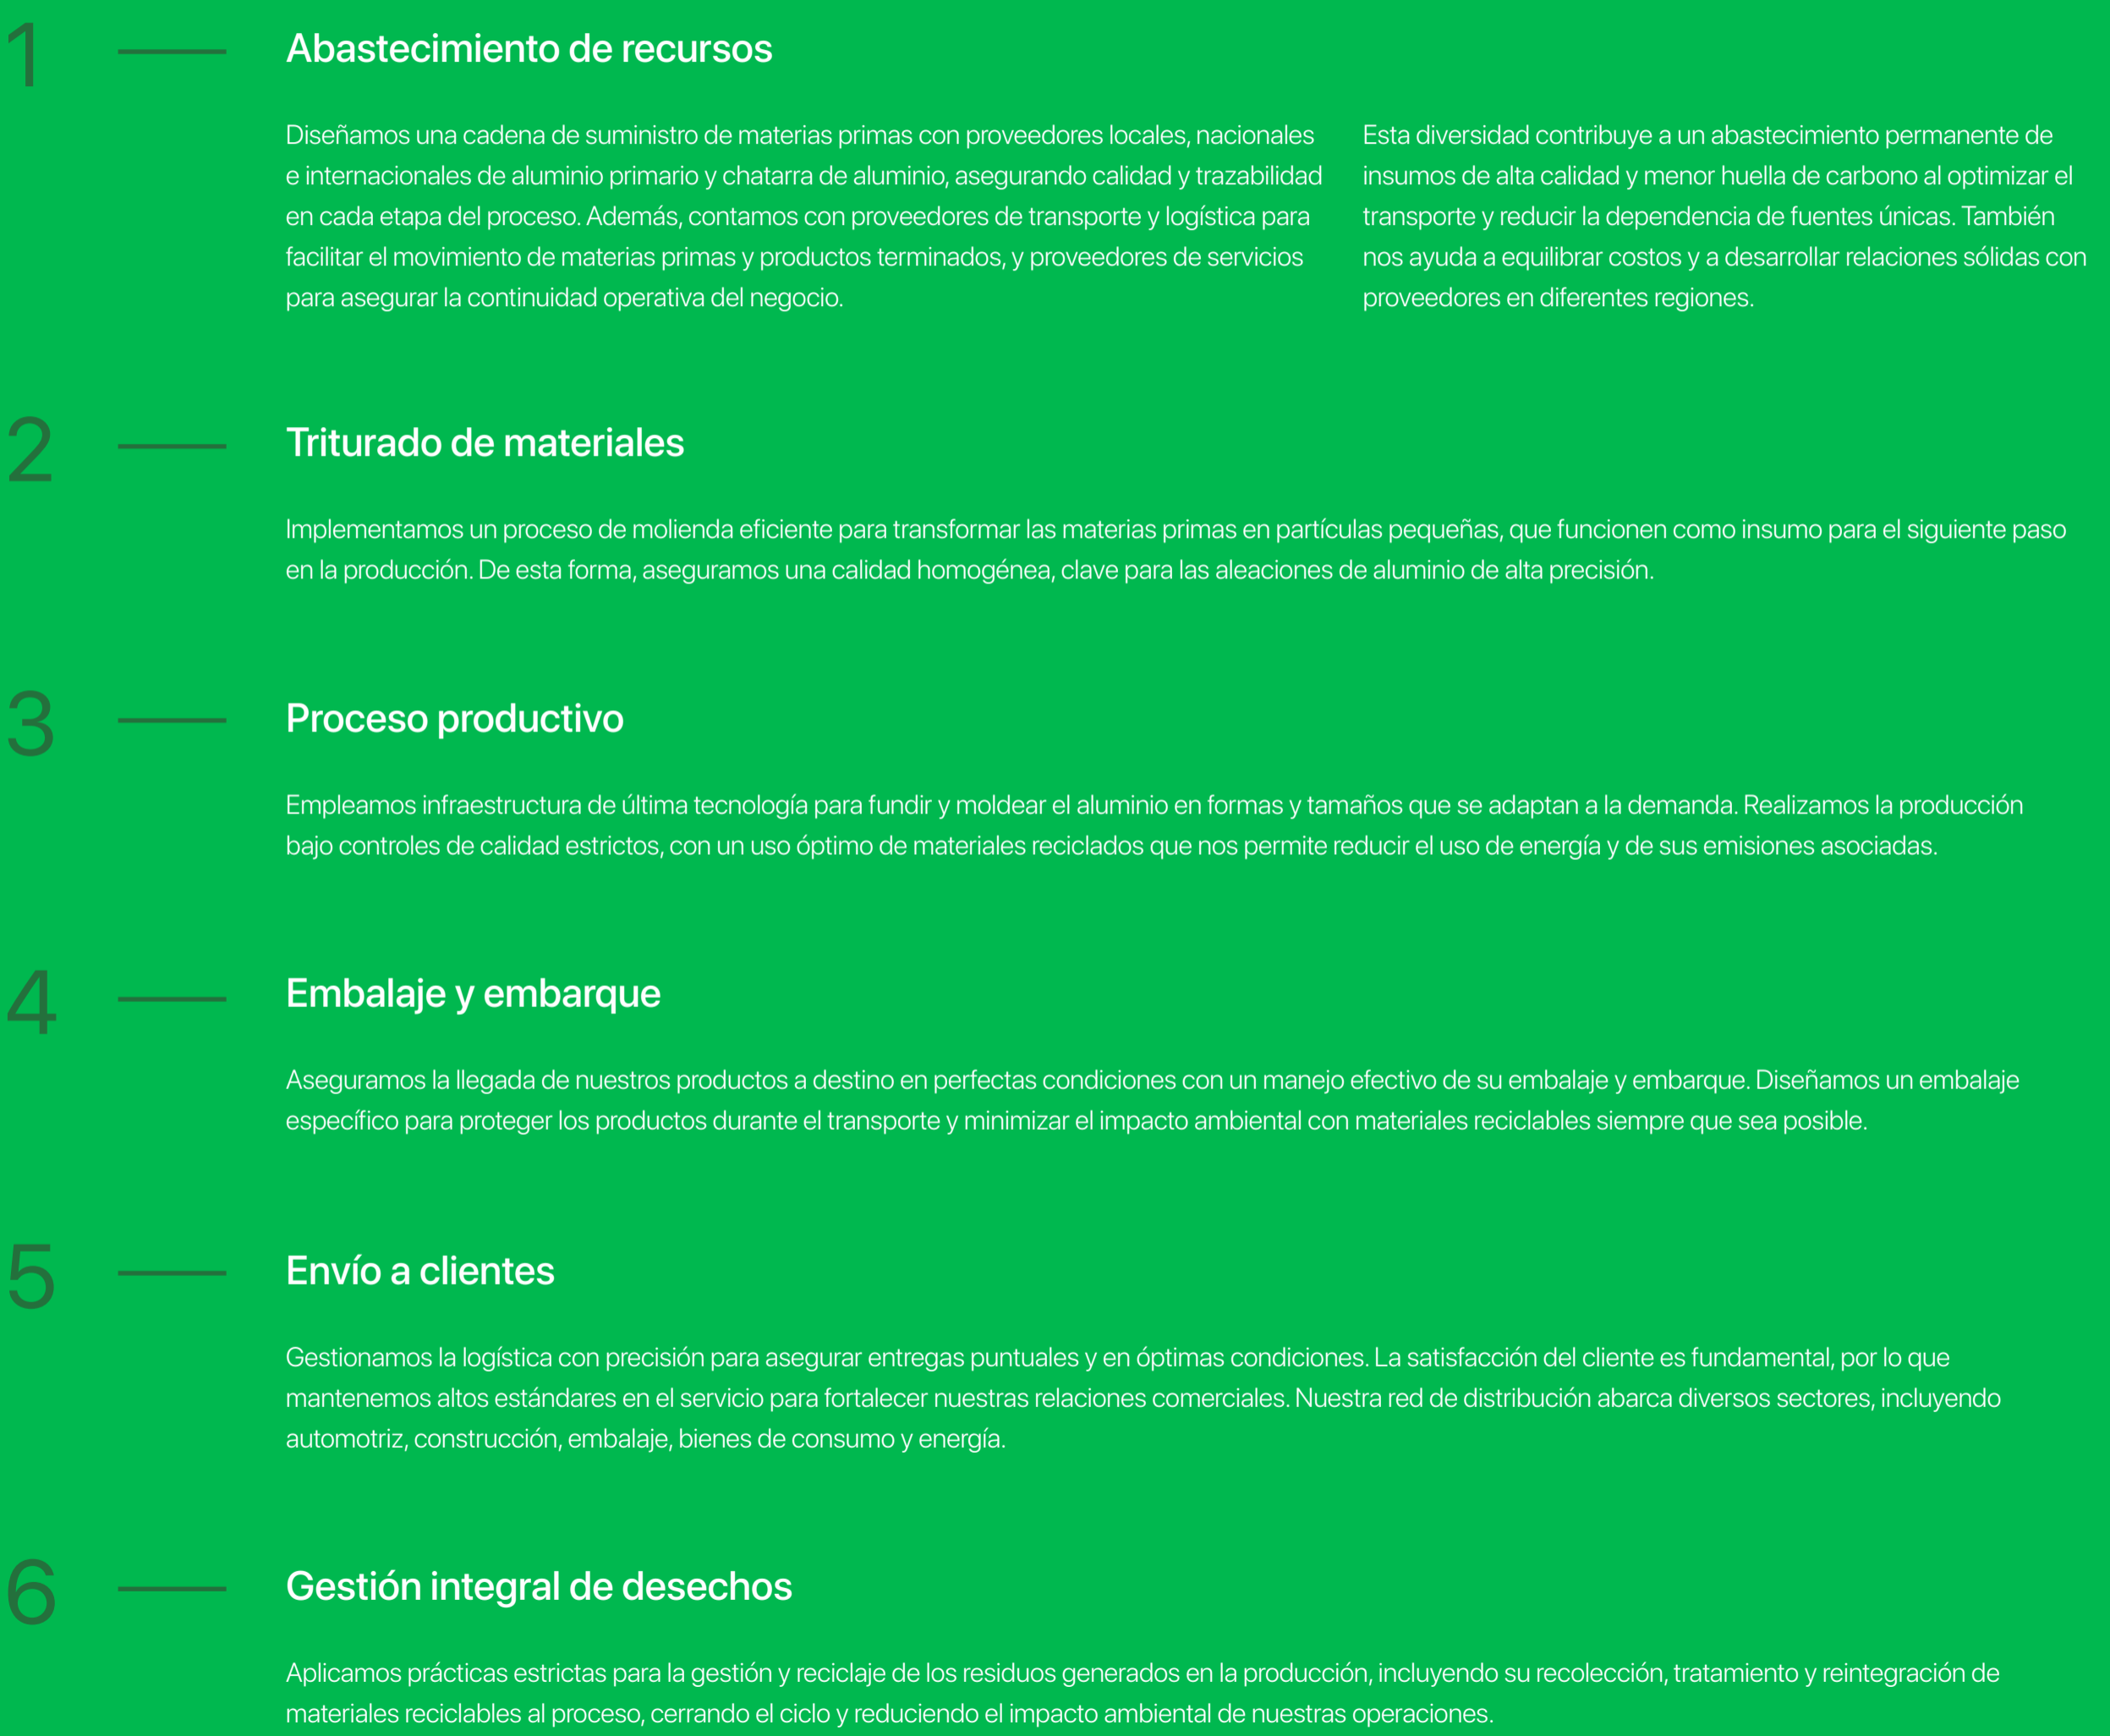 1
Abastecimiento de recursos
Diseñamos una cadena de suministro de materias primas con proveedores locales, nacionales
e internacionales de aluminio primario y chatarra de aluminio, asegurando calidad y trazabilidad
en cada etapa del proceso. Además, contamos con proveedores de transporte y logística para
facilitar el movimiento de materias primas y productos terminados, y proveedores de servicios
para asegurar la continuidad operativa del negocio.
Esta diversidad contribuye a un abastecimiento permanente de
insumos de alta calidad y menor huella de carbono al optimizar el
transporte y reducir la dependencia de fuentes únicas. También
nos ayuda a equilibrar costos y a desarrollar relaciones sólidas con
proveedores en diferentes regiones.
2
Triturado de materiales
Implementamos un proceso de molienda eficiente para transformar las materias primas en partículas pequeñas, que funcionen como insumo para el siguiente paso
en la producción. De esta forma, aseguramos una calidad homogénea, clave para las aleaciones de aluminio de alta precisión.
3
Proceso productivo
Empleamos infraestructura de última tecnología para fundir y moldear el aluminio en formas y tamaños que se adaptan a la demanda. Realizamos la producción
bajo controles de calidad estrictos, con un uso óptimo de materiales reciclados que nos permite reducir el uso de energía y de sus emisiones asociadas.
4
Embalaje y embarque
Aseguramos la llegada de nuestros productos a destino en perfectas condiciones con un manejo efectivo de su embalaje y embarque. Diseñamos un embalaje
específico para proteger los productos durante el transporte y minimizar el impacto ambiental con materiales reciclables siempre que sea posible.
5
Envío a clientes
Gestionamos la logística con precisión para asegurar entregas puntuales y en óptimas condiciones. La satisfacción del cliente es fundamental, por lo que
mantenemos altos estándares en el servicio para fortalecer nuestras relaciones comerciales. Nuestra red de distribución abarca diversos sectores, incluyendo
automotriz, construcción, embalaje, bienes de consumo y energía.
6
Gestión integral de desechos
Aplicamos prácticas estrictas para la gestión y reciclaje de los residuos generados en la producción, incluyendo su recolección, tratamiento y reintegración de
materiales reciclables al proceso, cerrando el ciclo y reduciendo el impacto ambiental de nuestras operaciones.